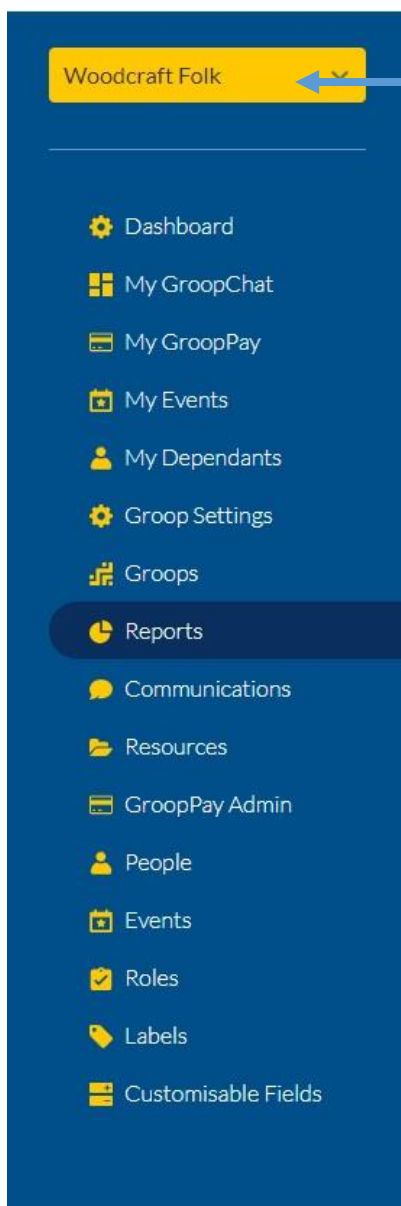 Woodcraft Folk
Dashboard
My GroopChat
My GroopPay
My Events
My Dependants
Groop Settings
Groops
Reports
Communications
Resources
GroopPay Admin
People
Events
Roles
Labels
Customisable Fields